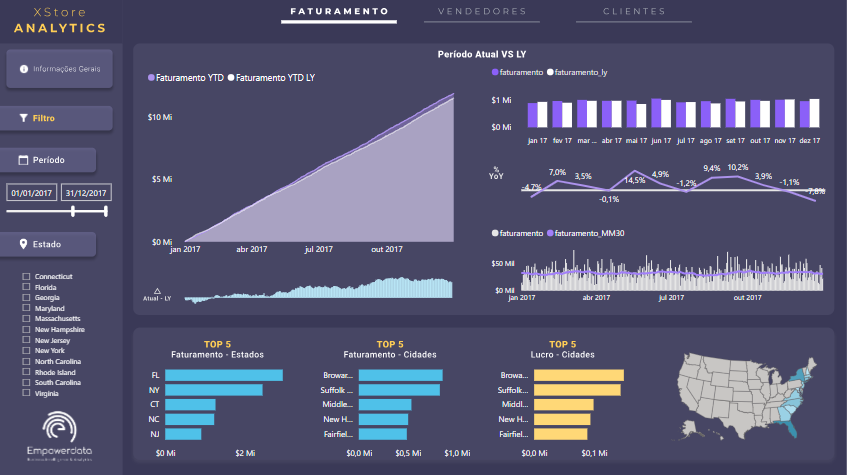 XStore
ANALYTICS
FATURAMENTO
VENDEDORES
CLIENTES
Informações Gerais
Filtro
Período
01/01/2017
31/12/2017
Estado
Connecticut
Florida
Georgia
Maryland
Massachusetts
New Hampshire
New Jersey
New York
North Carolina
Rhode Island
South Carolina
Virginia
Empowerdata
Período Atual VS LY
Faturamento YTD Faturamento YTD LY
$10 Mi
$5 Mi
$0 Mi
jan 2017 abr 2017 jul 2017 out 2017
Atual - LY
faturamento faturamento_ly
$1 Mi
$0 Mi
jan 17 fev 17 mar ... abr 17 mai 17 jun 17 jul 17 ago 17 set 17 out 17 nov 17 dez 17
%
YoY
-4,7% 7,0% 3,5% -0,1% 14,5% 4,9% -1,2% 9,4% 10,2% 3,9% -1,1% -7,8%
faturamento faturamento_MM30
$50 Mi
$0 Mi
jan 2017 abr 2017 jul 2017 out 2017
TOP 5
Faturamento - Estados
FL
NY
CT
NC
NJ
$0 Mi $2 Mi
TOP 5
Faturamento - Cidades
Browar...
Suffolk ...
Middle...
New H...
Fairfiel...
$0,0 Mi $0,5 Mi $1,0 Mi
TOP 5
Lucro - Cidades
Browa...
Suffolk...
Middl...
New H...
Fairfie...
$0,0 Mi $0,1 Mi